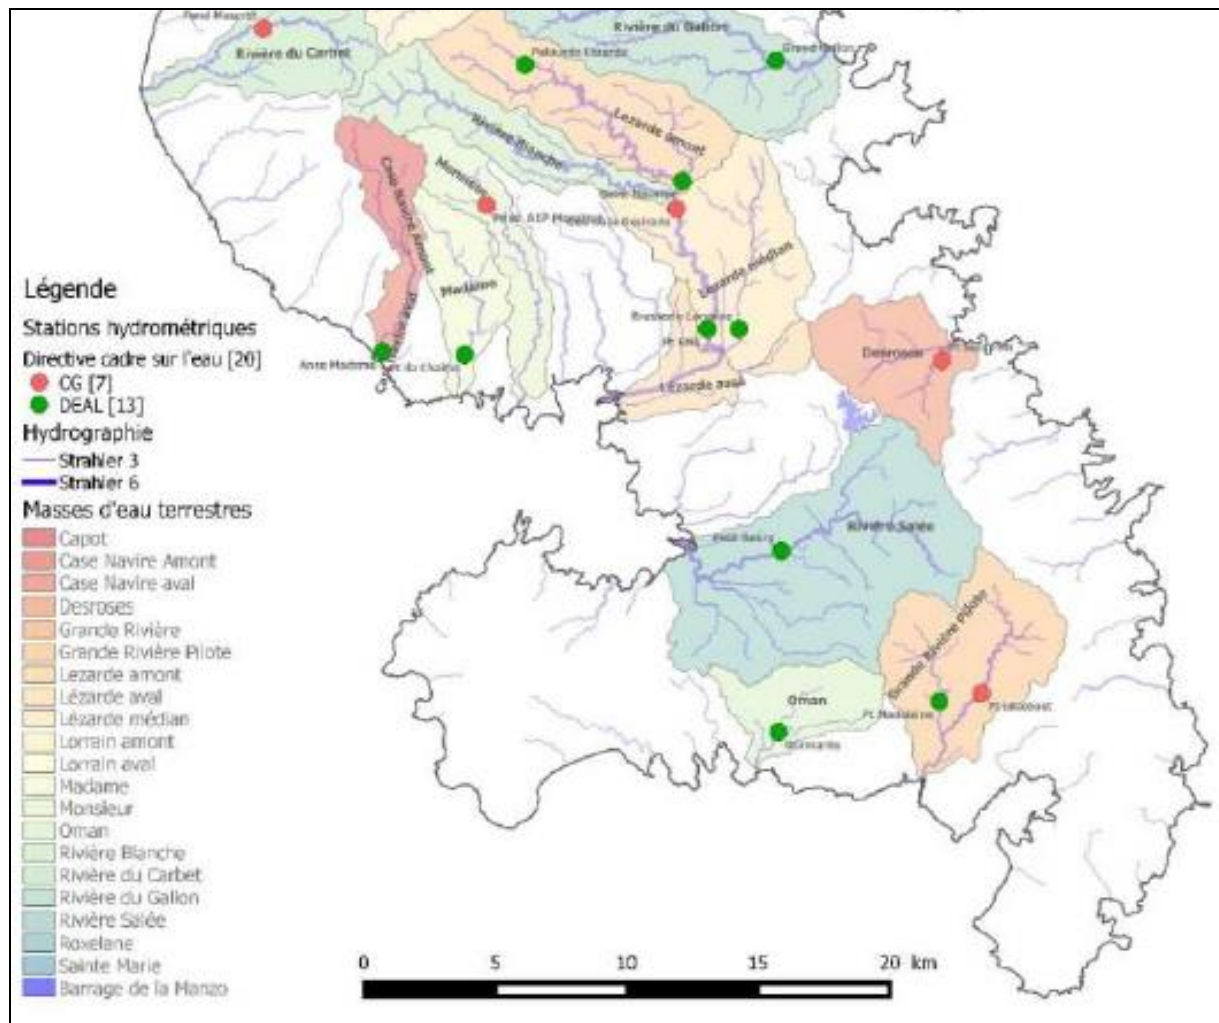 Rivière du Galion
Rivière du Carbet
Lezarde amont
Rivière Blanche
Monsieur
Case Navire Amont
Lezarde médian
Madame
Légende
Stations hydrométriques
Directive cadre sur l'eau [20]
CG [7]
DEAL [13]
Desroses
Lézarde aval
Hydrographie
Strahler 3
Strahler 6
Masses d'eau terrestres
Capot
Case Navire Amont
Case Navire aval
Desroses
Grande Rivière
Grande Rivière Pilote
Lezarde amont
Lézarde aval
Lézarde médian
Lorrain amont
Lorrain aval
Madame
Monsieur
Oman
Rivière Blanche
Rivière du Carbet
Rivière du Galion
Rivière Salée
Roxelane
Sainte Marie
Barrage de la Manzo
Petit Bourg
Rivière Salée
Grande Rivière Pilote
Oman
0 5 10 15 20 km